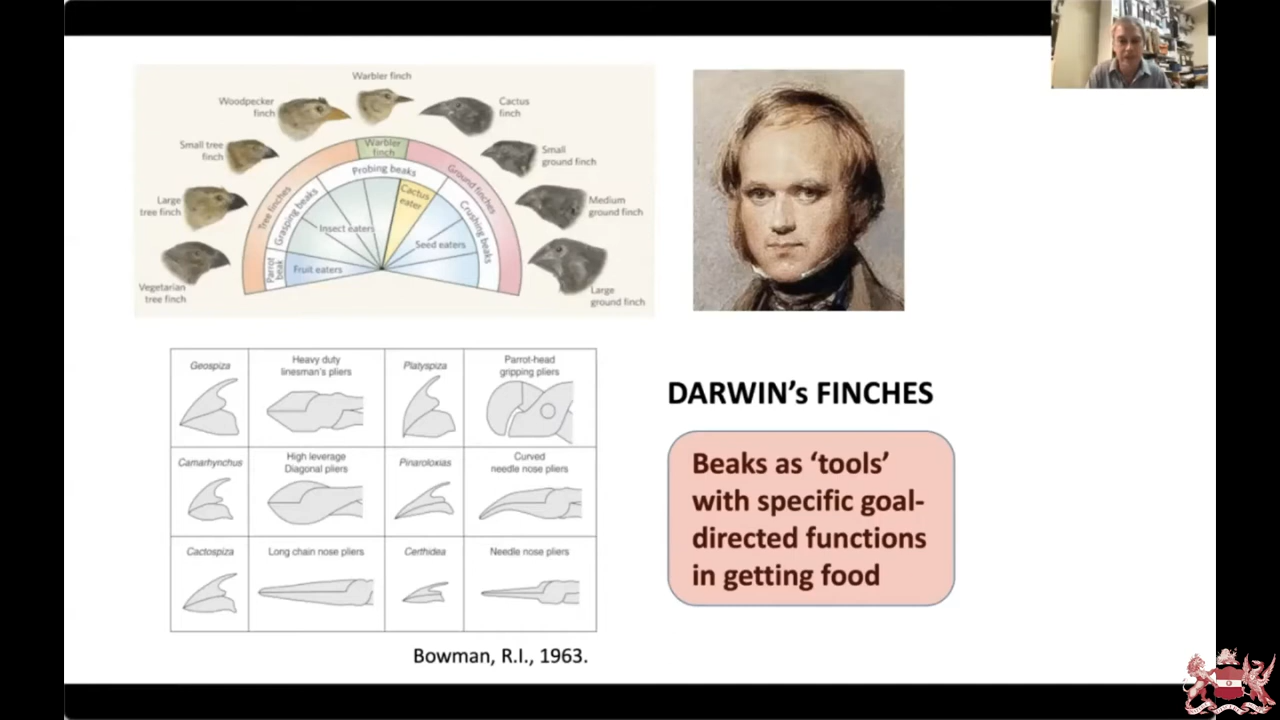 Warbler finch
Woodpecker
finch
Cactus
finch
Small tree
finch
Small
ground finch
Large
tree finch
Medium
ground finch
Vegetarian
tree finch
Large
ground finch
Warbler
finch
Tree finches
Ground finches
Probing beaks
Grasping beaks
Crushing beaks
Parrot
beak
Cactus
eater
Insect eaters
Seed eaters
Fruit eaters
Geospiza
Heavy duty
linesman's pliers
Platyspiza
Parrot-head
gripping pliers
Camarhynchus
High leverage
Diagonal pliers
Pinaroloxias
Curved
needle nose pliers
Cactospiza
Long chain nose pliers
Certhidea
Needle nose pliers
Bowman, R.I., 1963.
DARWIN's FINCHES
Beaks as ‘tools’
with specific goal-
directed functions
in getting food